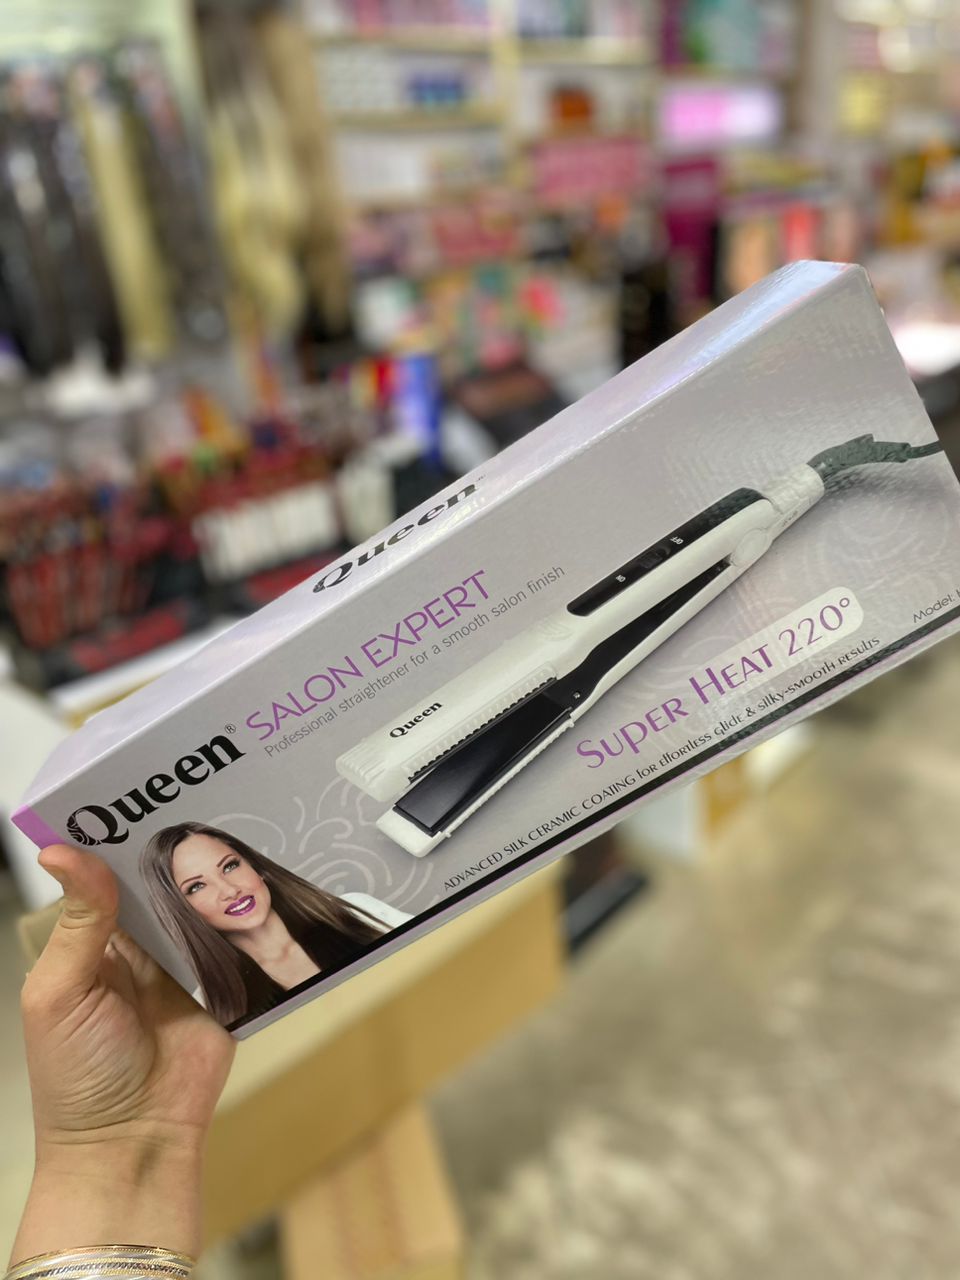 Queen
Queen®
SALON EXPERT
Professional straightener for a smooth salon finish
Queen
SUPER HEAT 220°
ADVANCED SILK CERAMIC COATING for Effortless Glide & silky-smooth results
Model: